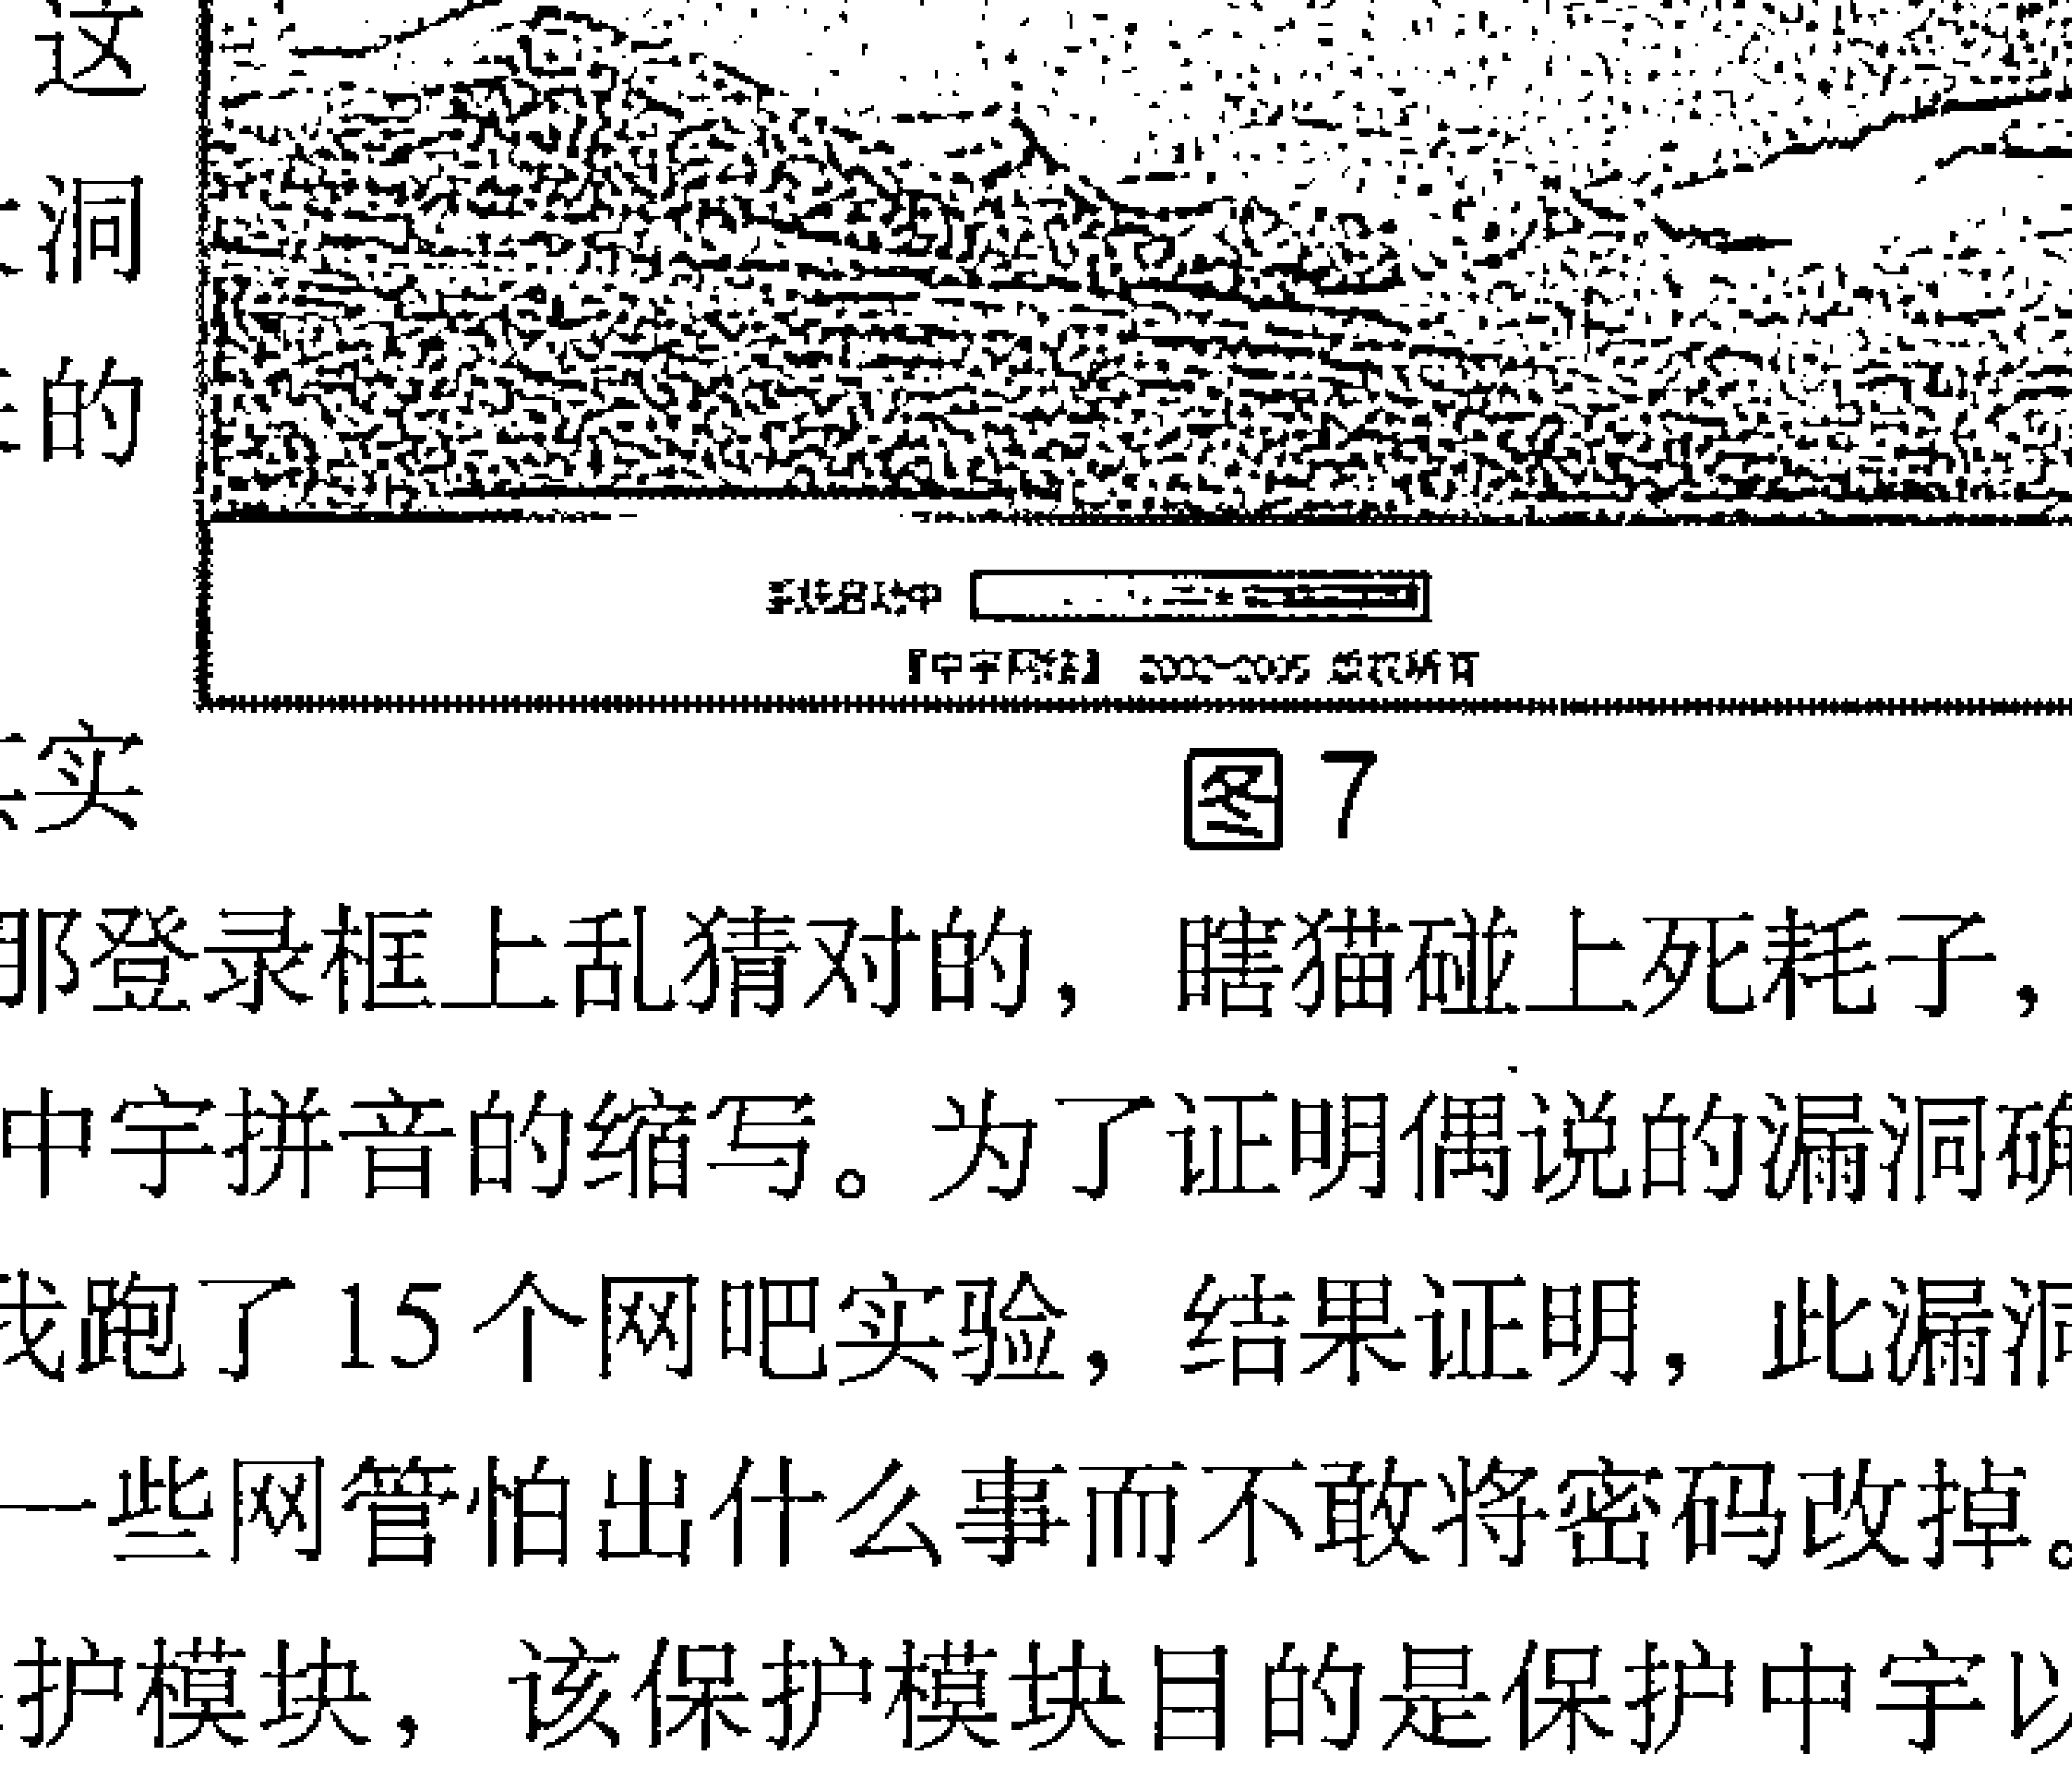 这
洞
的
系统启动中
『中宇网络』 2002-2005 版权所有
实
图 7
那登录框上乱猜对的，瞎猫碰上死耗子，
中宇拼音的缩写。为了证明偶说的漏洞确
我跑了 15 个网吧实验，结果证明，此漏洞
一些网管怕出什么事而不敢将密码改掉。
护模块，该保护模块目的是保护中宇以